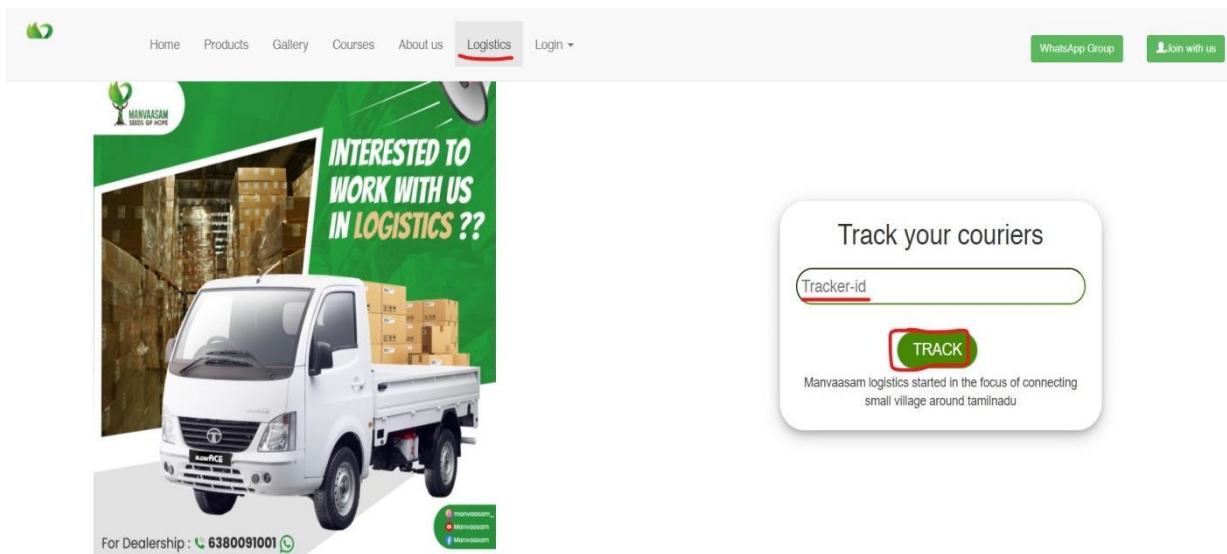 Home Products Gallery Courses About us Logistics Login
WhatsApp Group
Join with us
MANVAASAM
SEEDS OF HOPE
INTERESTED TO
WORK WITH US
IN LOGISTICS ??
For Dealership : 6380091001
manvaasam_
Manvaasam
Manvaasam
Track your couriers
Tracker-id
TRACK
Manvaasam logistics started in the focus of connecting
small village around tamilnadu